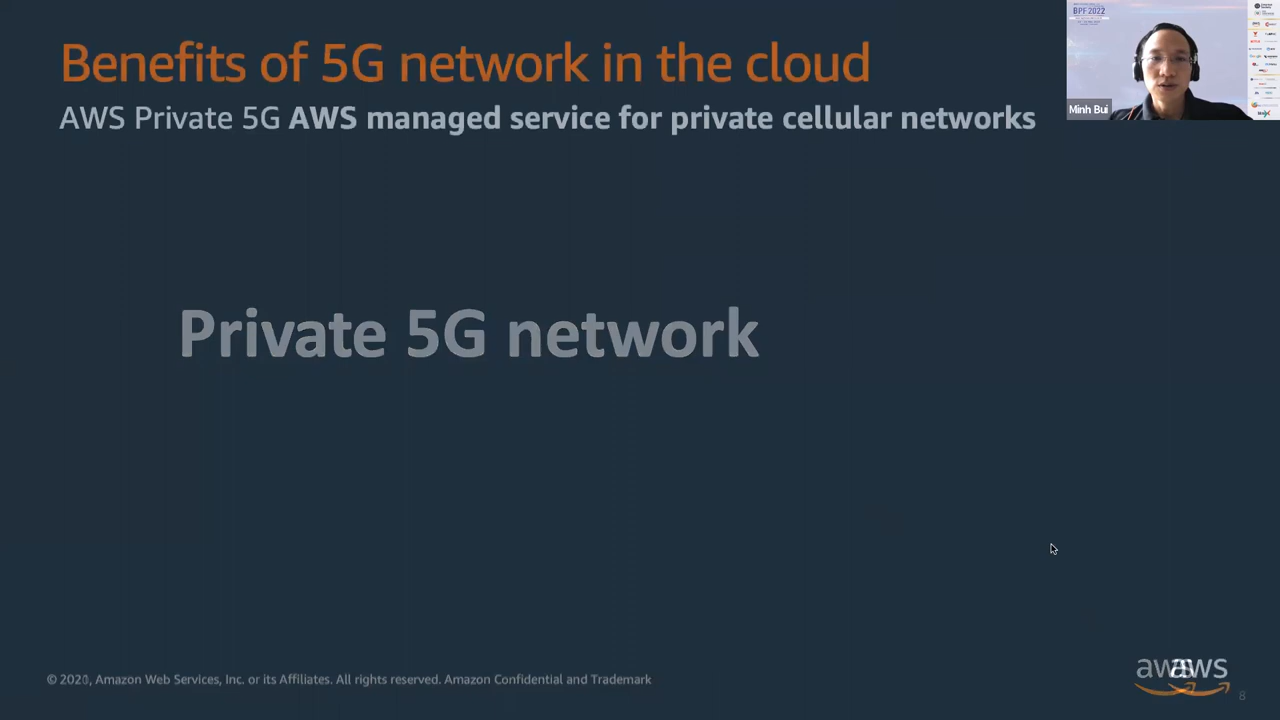 Benefits of 5G network in the cloud
AWS Private 5G AWS managed service for private cellular networks
BPF 2022
Minh Bui
Private 5G network
© 2020, Amazon Web Services, Inc. or its Affiliates. All rights reserved. Amazon Confidential and Trademark
aws
8